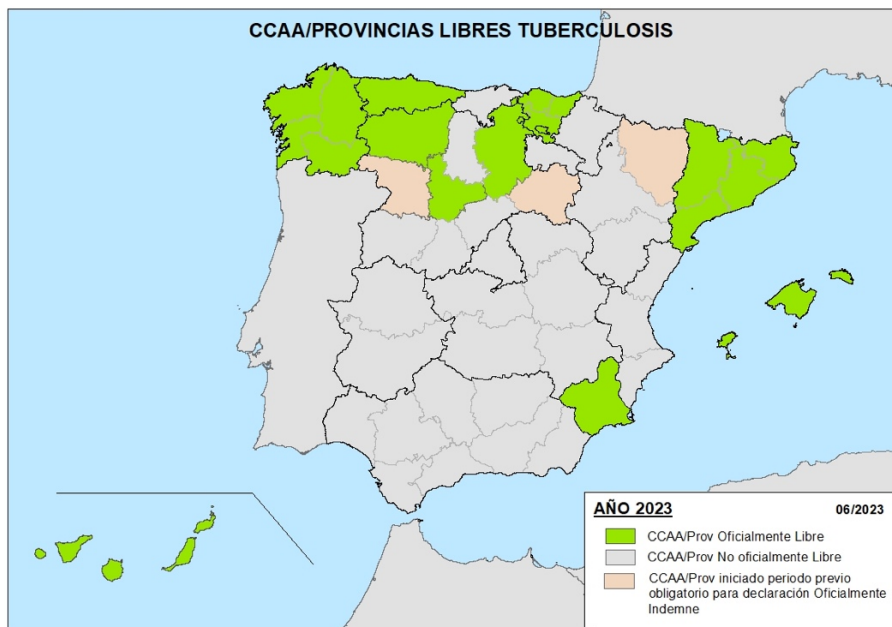 CCAA/PROVINCIAS LIBRES TUBERCULOSIS
AÑO 2023 06/2023
CCAA/Prov Oficialmente Libre
CCAA/Prov No oficialmente Libre
CCAA/Prov iniciado periodo previo
obligatorio para declaración Oficialmente
Indemne